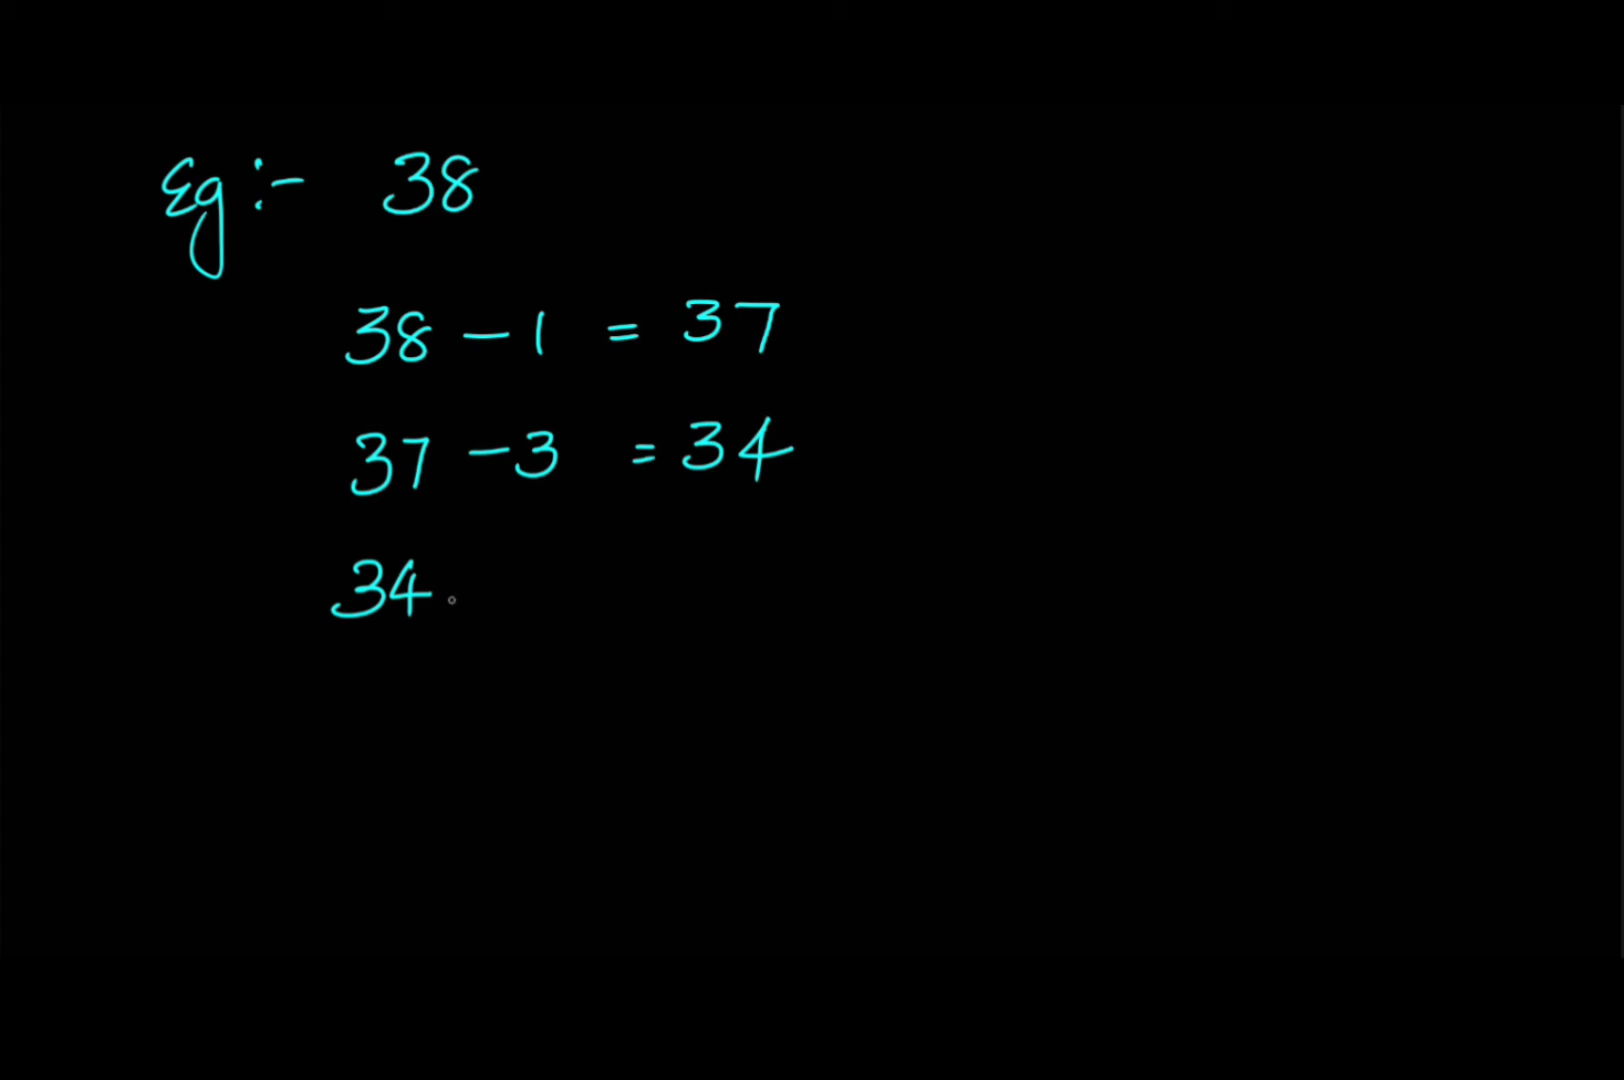 Eg :- 38
38 - 1 = 37
37 - 3 = 34
34